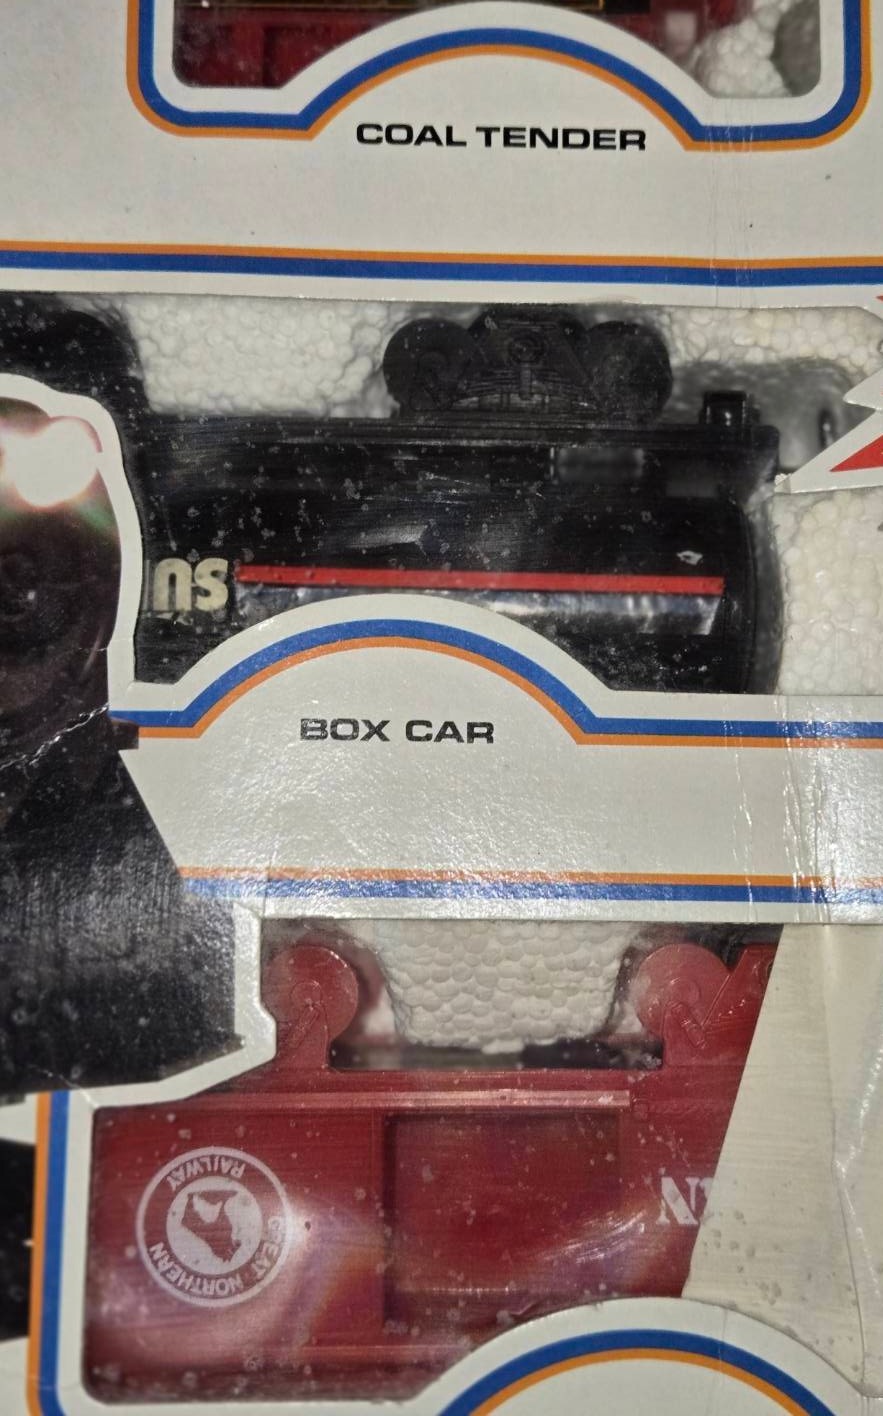 COAL TENDER
BOX CAR
GREAT NORTHERN
RAILWAY